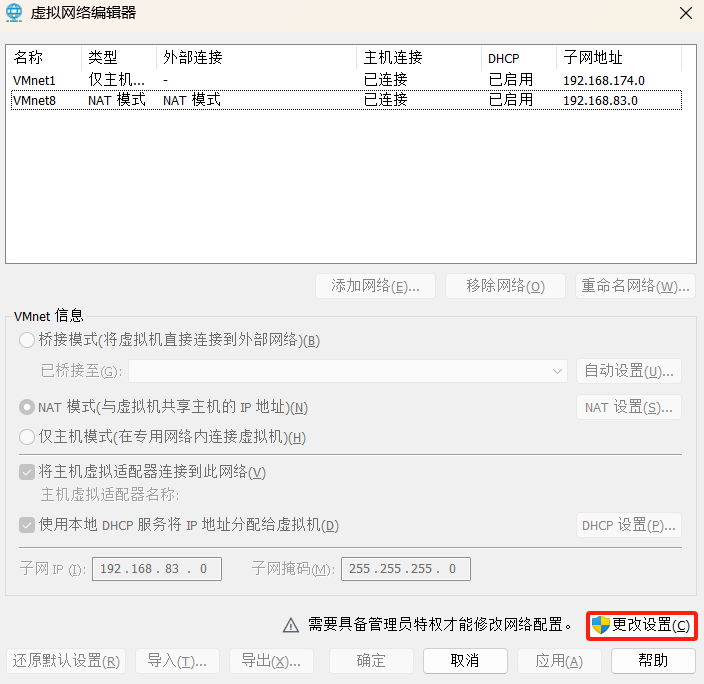 虚拟网络编辑器
名称 类型 外部连接 主机连接 DHCP 子网地址
VMnet1 仅主机... - 已连接 已启用 192.168.174.0
VMnet8 NAT 模式 NAT 模式 已连接 已启用 192.168.83.0
添加网络(E)... 移除网络(O) 重命名网络(W)...
VMnet 信息
桥接模式(将虚拟机直接连接到外部网络)(B)
已桥接至(G): 自动设置(U)...
NAT 模式(与虚拟机共享主机的 IP 地址)(N) NAT 设置(S)...
仅主机模式(在专用网络内连接虚拟机)(H)
将主机虚拟适配器连接到此网络(V)
主机虚拟适配器名称:
使用本地 DHCP 服务将 IP 地址分配给虚拟机(D) DHCP 设置(P)...
子网 IP (I): 192.168.83.0 子网掩码(M): 255.255.255.0
需要具备管理员特权才能修改网络配置。 更改设置(C)
还原默认设置(R) 导入(T)... 导出(X)... 确定 取消 应用(A) 帮助